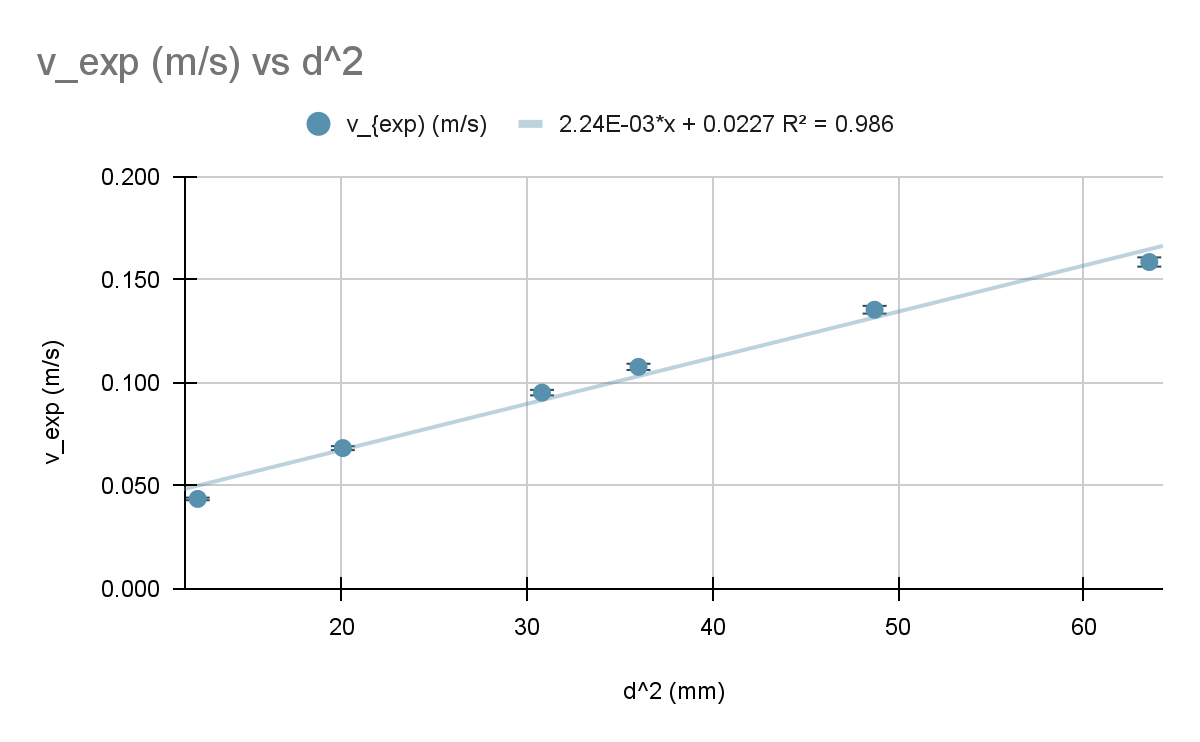 v_exp (m/s) vs d^2
v_{exp) (m/s) 2.24E-03*x + 0.0227 R² = 0.986
0.200
0.150
0.100
0.050
0.000
v_exp (m/s)
20 30 40 50 60
d^2 (mm)